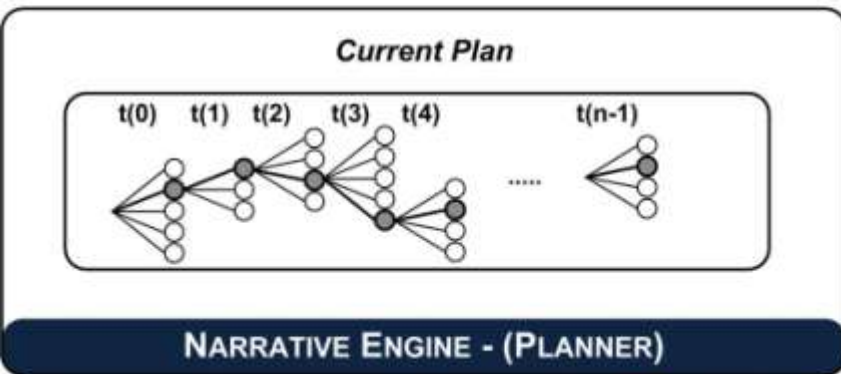 Current Plan
t(0) t(1) t(2) t(3) t(4) t(n-1)
.....
NARRATIVE ENGINE - (PLANNER)